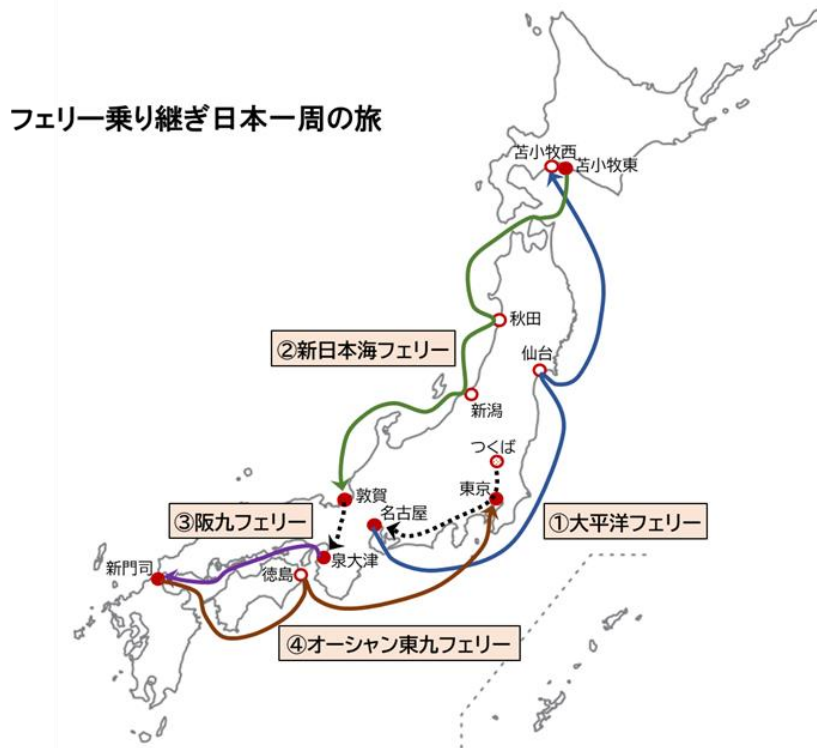 フェリー乗り継ぎ日本一周の旅
苫小牧西
苫小牧東
秋田
②新日本海フェリー
仙台
新潟
つくば
東京
敦賀
名古屋
①大平洋フェリー
③阪九フェリー
泉大津
新門司
徳島
④オーシャン東九フェリー